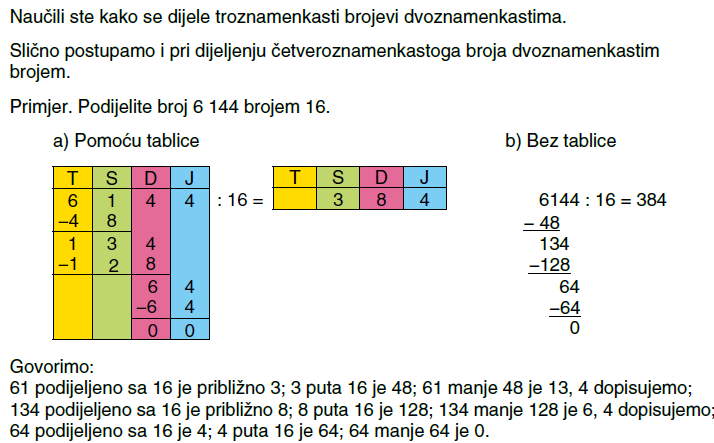 Naučili ste kako se dijele troznamenkasti brojevi dvoznamenkastima.
Slično postupamo i pri dijeljenju četveroznamenkastoga broja dvoznamenkastim
brojem.
Primjer. Podijelite broj 6 144 brojem 16.
a) Pomoću tablice
T S D J
6 1 4 4 : 16 =
–4 8
1 3 4
–1 2 8
6 4
–6 4
0 0
T S D J
3 8 4
b) Bez tablice
6144 : 16 = 384
– 48
134
–128
64
–64
0
Govorimo:
61 podijeljeno sa 16 je približno 3; 3 puta 16 je 48; 61 manje 48 je 13, 4 dopisujemo;
134 podijeljeno sa 16 je približno 8; 8 puta 16 je 128; 134 manje 128 je 6, 4 dopisujemo;
64 podijeljeno sa 16 je 4; 4 puta 16 je 64; 64 manje 64 je 0.